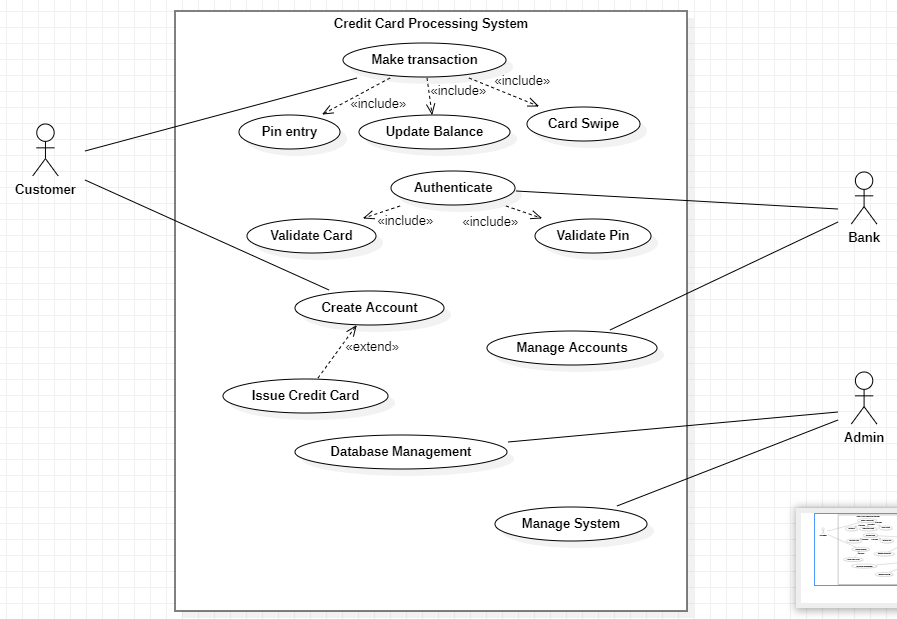 Credit Card Processing System
Make transaction
«include»
«include»
«include»
Pin entry
Update Balance
Card Swipe
Customer
Authenticate
«include»
«include»
Validate Card
Validate Pin
Bank
Create Account
«extend»
Manage Accounts
Issue Credit Card
Admin
Database Management
Manage System